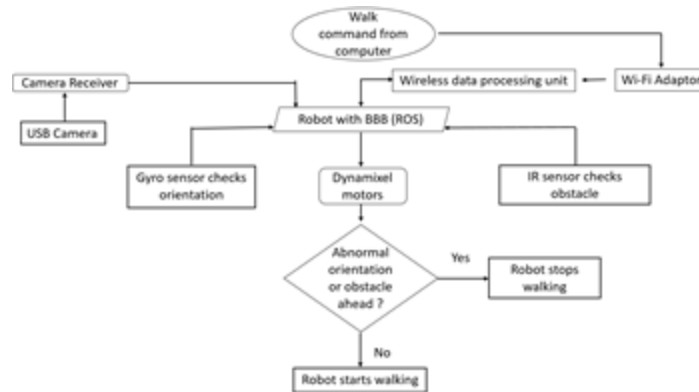 Walk
command from
computer
Camera Receiver
Wireless data processing unit
Wi-Fi Adaptor
USB Camera
Robot with BBB (ROS)
Gyro sensor checks
orientation
Dynamixel
motors
IR sensor checks
obstacle
Abnormal
orientation
or obstacle
ahead ?
Yes
Robot stops
walking
No
Robot starts walking